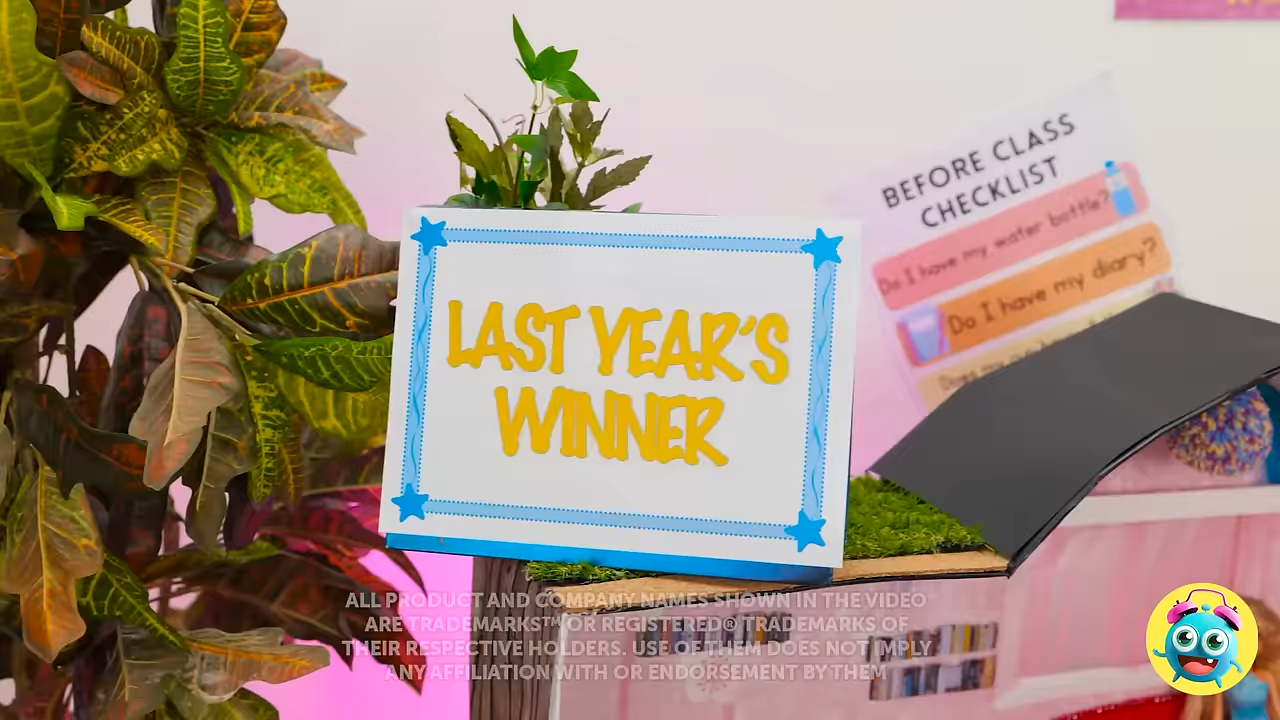 BEFORE CLASS
CHECKLIST
Do I have my water bottle?
Do I have my diary?
LAST YEAR'S
WINNER
ALL PRODUCT AND COMPANY NAMES SHOWN IN THE VIDEO
ARE TRADEMARKS™ OR REGISTERED® TRADEMARKS OF
THEIR RESPECTIVE HOLDERS. USE OF THEM DOES NOT IMPLY
ANY AFFILIATION WITH OR ENDORSEMENT BY THEM